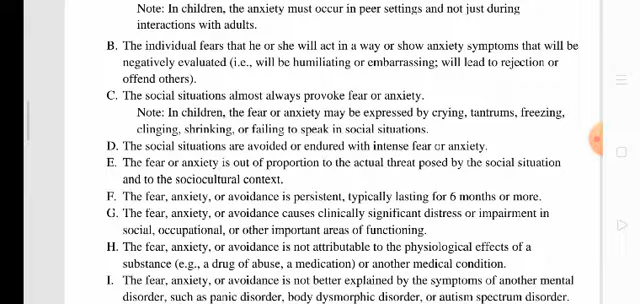 Note: In children, the anxiety must occur in peer settings and not just during
interactions with adults.
B. The individual fears that he or she will act in a way or show anxiety symptoms that will be
negatively evaluated (i.e., will be humiliating or embarrassing; will lead to rejection or
offend others).
C. The social situations almost always provoke fear or anxiety.
Note: In children, the fear or anxiety may be expressed by crying, tantrums, freezing,
clinging, shrinking, or failing to speak in social situations.
D. The social situations are avoided or endured with intense fear or anxiety.
E. The fear or anxiety is out of proportion to the actual threat posed by the social situation
and to the sociocultural context.
F. The fear, anxiety, or avoidance is persistent, typically lasting for 6 months or more.
G. The fear, anxiety, or avoidance causes clinically significant distress or impairment in
social, occupational, or other important areas of functioning.
H. The fear, anxiety, or avoidance is not attributable to the physiological effects of a
substance (e.g., a drug of abuse, a medication) or another medical condition.
I. The fear, anxiety, or avoidance is not better explained by the symptoms of another mental
disorder, such as panic disorder, body dysmorphic disorder, or autism spectrum disorder.